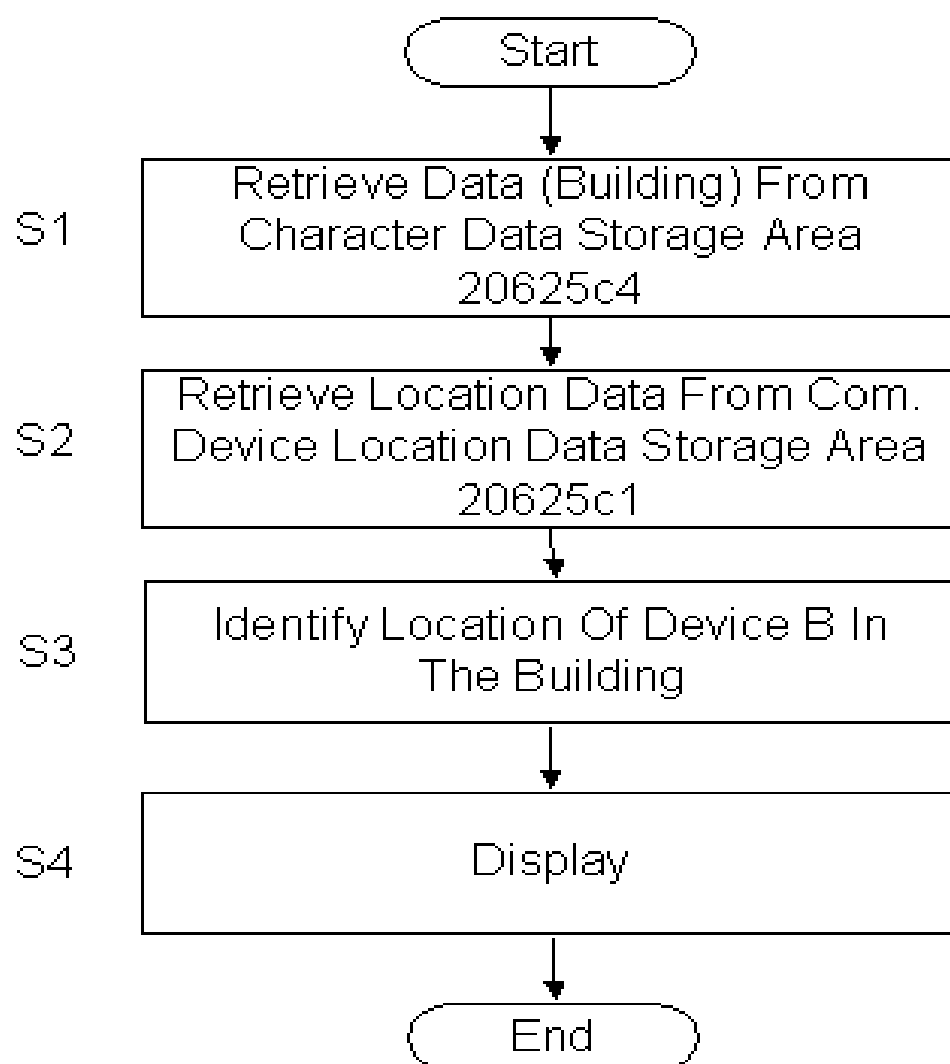 Start
S1
Retrieve Data (Building) From
Character Data Storage Area
20625c4
S2
Retrieve Location Data From Com.
Device Location Data Storage Area
20625c1
S3
Identify Location Of Device B In
The Building
S4
Display
End